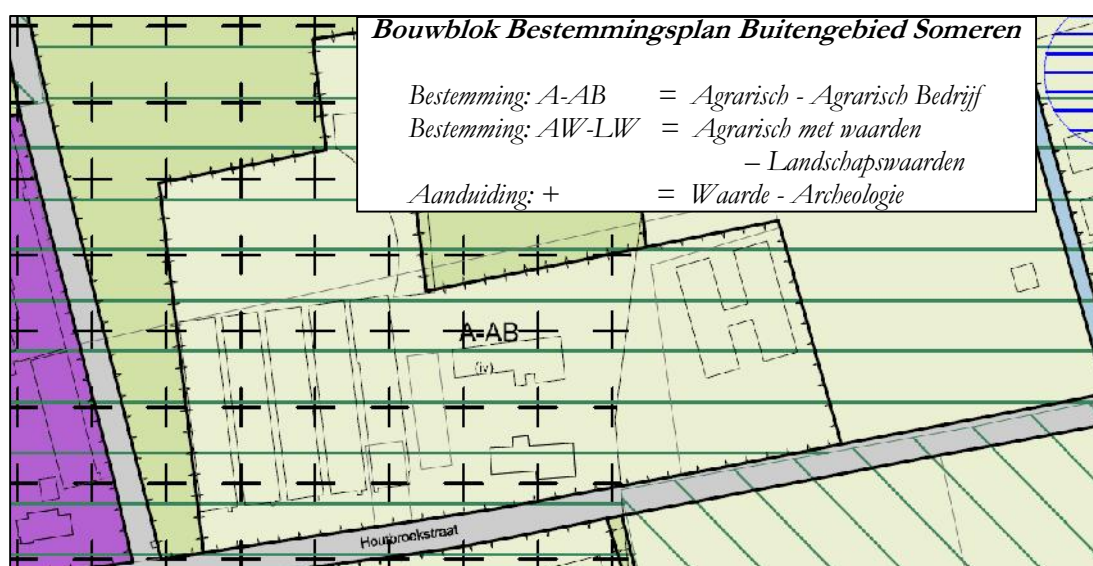 Bouwblok Bestemmingsplan Buitengebied Someren
Bestemming: A-AB = Agrarisch - Agrarisch Bedrijf
Bestemming: AW-LW = Agrarisch met waarden
– Landschapswaarden
Aanduiding: + = Waarde - Archeologie
A-AB
(iv)
Houtbroekstraat